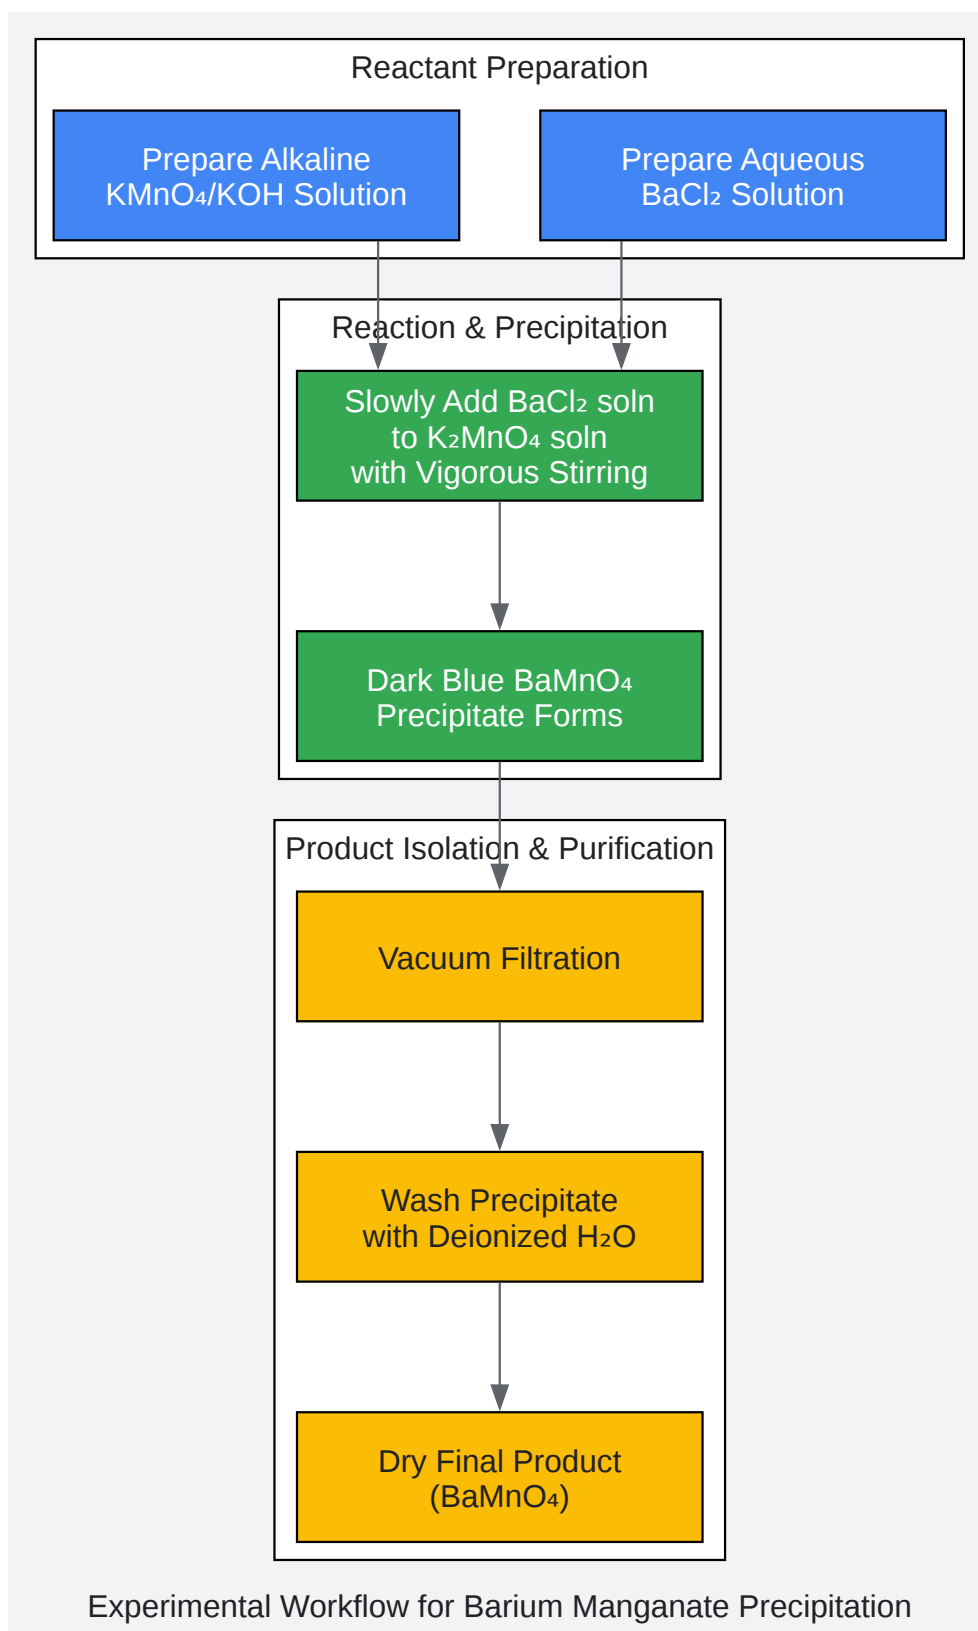 Reactant Preparation
Prepare Alkaline
KMnO₄/KOH Solution
Prepare Aqueous
BaCl₂ Solution
Reaction & Precipitation
Slowly Add BaCl₂ soln
to K₂MnO₄ soln
with Vigorous Stirring
Dark Blue BaMnO₄
Precipitate Forms
Product Isolation & Purification
Vacuum Filtration
Wash Precipitate
with Deionized H₂O
Dry Final Product
(BaMnO₄)
Experimental Workflow for Barium Manganate Precipitation